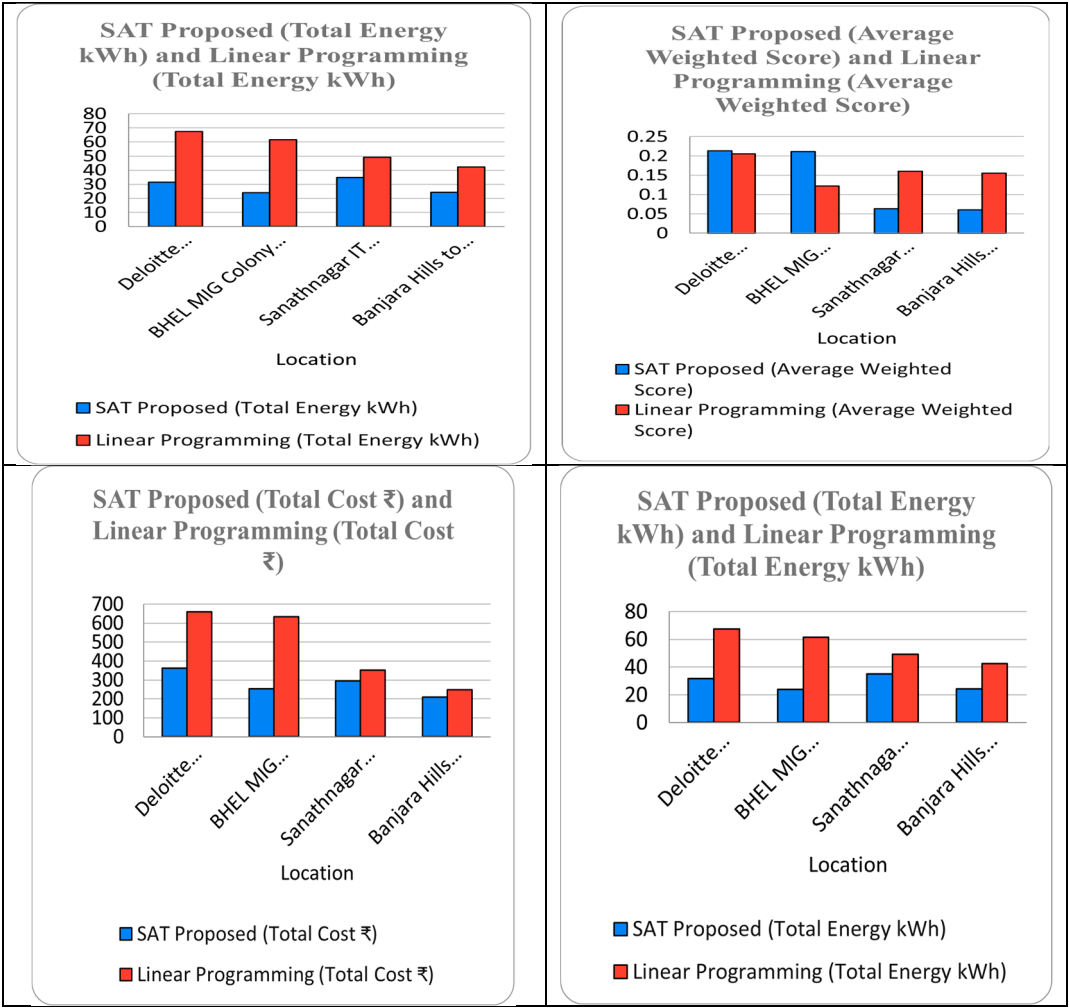 SAT Proposed (Total Energy
kWh) and Linear Programming
(Total Energy kWh)
80
70
60
50
40
30
20
10
0
Deloitte...
BHEL MIG Colony...
Sanathnagar IT...
Banjara Hills to...
Location
SAT Proposed (Total Energy kWh)
Linear Programming (Total Energy kWh)
SAT Proposed (Average
Weighted Score) and Linear
Programming (Average
Weighted Score)
0.25
0.2
0.15
0.1
0.05
0
Deloitte...
BHEL MIG...
Sanathnagar...
Banjara Hills...
Location
SAT Proposed (Average Weighted
Score)
Linear Programming (Average Weighted
Score)
SAT Proposed (Total Cost ₹) and
Linear Programming (Total Cost
₹)
700
600
500
400
300
200
100
0
Deloitte...
BHEL MIG...
Sanathnagar...
Banjara Hills...
Location
SAT Proposed (Total Cost ₹)
Linear Programming (Total Cost ₹)
SAT Proposed (Total Energy
kWh) and Linear Programming
(Total Energy kWh)
80
60
40
20
0
Deloitte...
BHEL MIG...
Sanathnaga...
Banjara Hills...
Location
SAT Proposed (Total Energy kWh)
Linear Programming (Total Energy kWh)